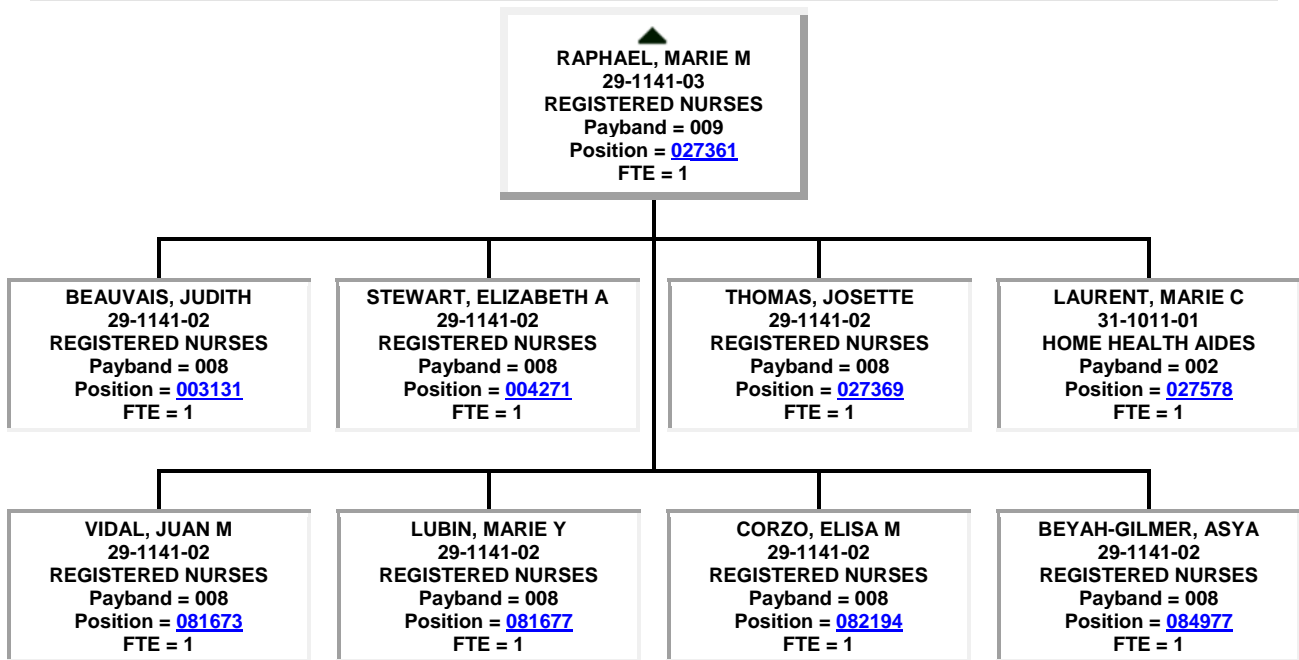 RAPHAEL, MARIE M
29-1141-03
REGISTERED NURSES
Payband = 009
Position = 027361
FTE = 1
BEAUVAIS, JUDITH
29-1141-02
REGISTERED NURSES
Payband = 008
Position = 003131
FTE = 1
STEWART, ELIZABETH A
29-1141-02
REGISTERED NURSES
Payband = 008
Position = 004271
FTE = 1
THOMAS, JOSETTE
29-1141-02
REGISTERED NURSES
Payband = 008
Position = 027369
FTE = 1
LAURENT, MARIE C
31-1011-01
HOME HEALTH AIDES
Payband = 002
Position = 027578
FTE = 1
VIDAL, JUAN M
29-1141-02
REGISTERED NURSES
Payband = 008
Position = 081673
FTE = 1
LUBIN, MARIE Y
29-1141-02
REGISTERED NURSES
Payband = 008
Position = 081677
FTE = 1
CORZO, ELISA M
29-1141-02
REGISTERED NURSES
Payband = 008
Position = 082194
FTE = 1
BEYAH-GILMER, ASYA
29-1141-02
REGISTERED NURSES
Payband = 008
Position = 084977
FTE = 1